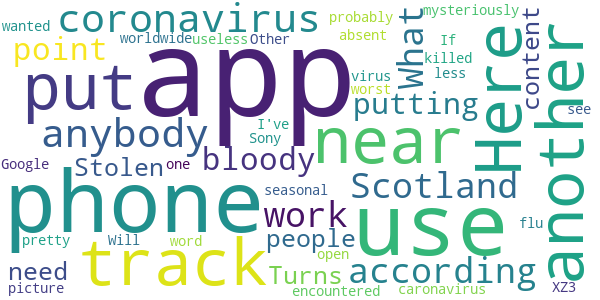 wanted
coronavirus
probably
mysteriously
absent
What
worldwide
useless
Other
point
If
killed
less
content
Here
another
put
app
virus
worst
putting
see
anybody
I've
Sony
near
Stolen
bloody
Google
one
phone
seasonal
work
Scotland
use
people
flu
pretty
Will
word
track
open
need
Turns
according
picture
encountered
caronavirus
XZ3